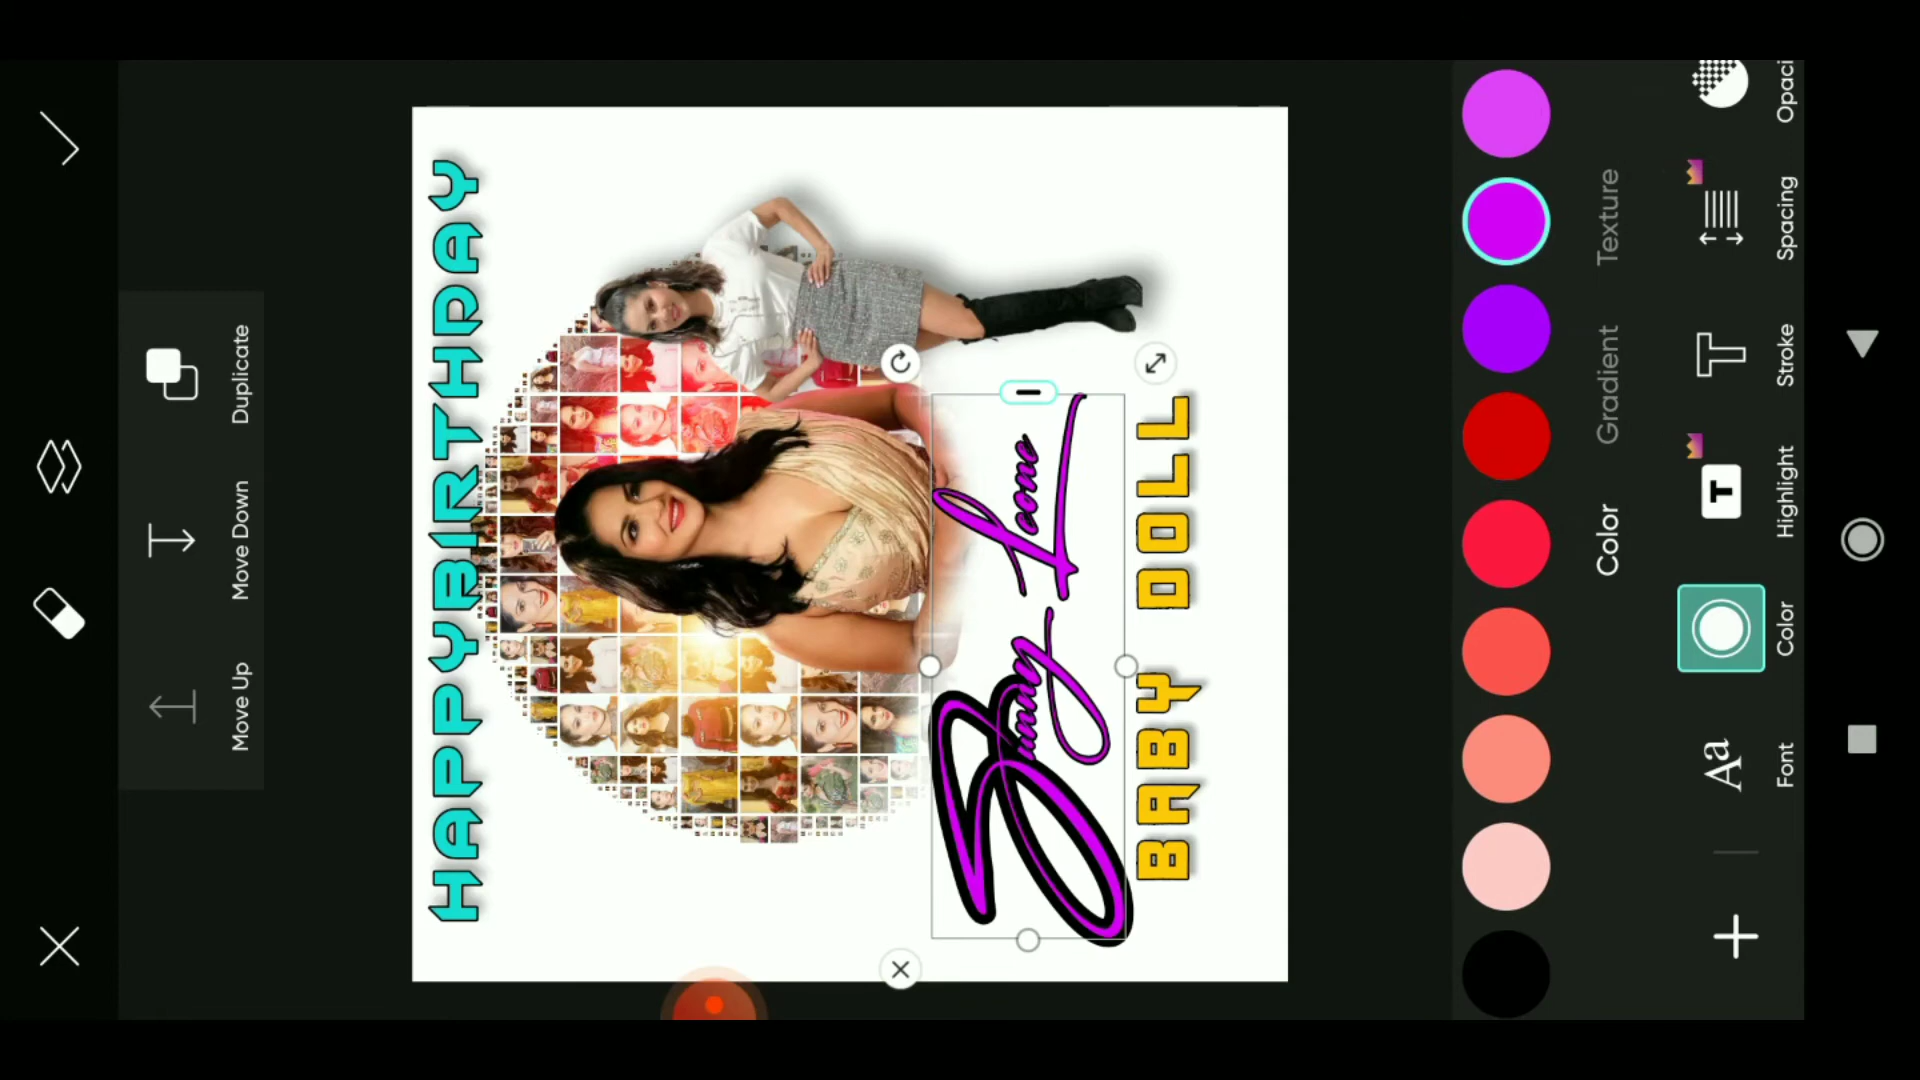 HAPPYBIRTHDAY
Sunny Leone
BABY DOLL
Duplicate
Move Down
Move Up
Texture
Gradient
Color
Opaci
Spacing
Stroke
T
Highlight
Color
Aa
Font